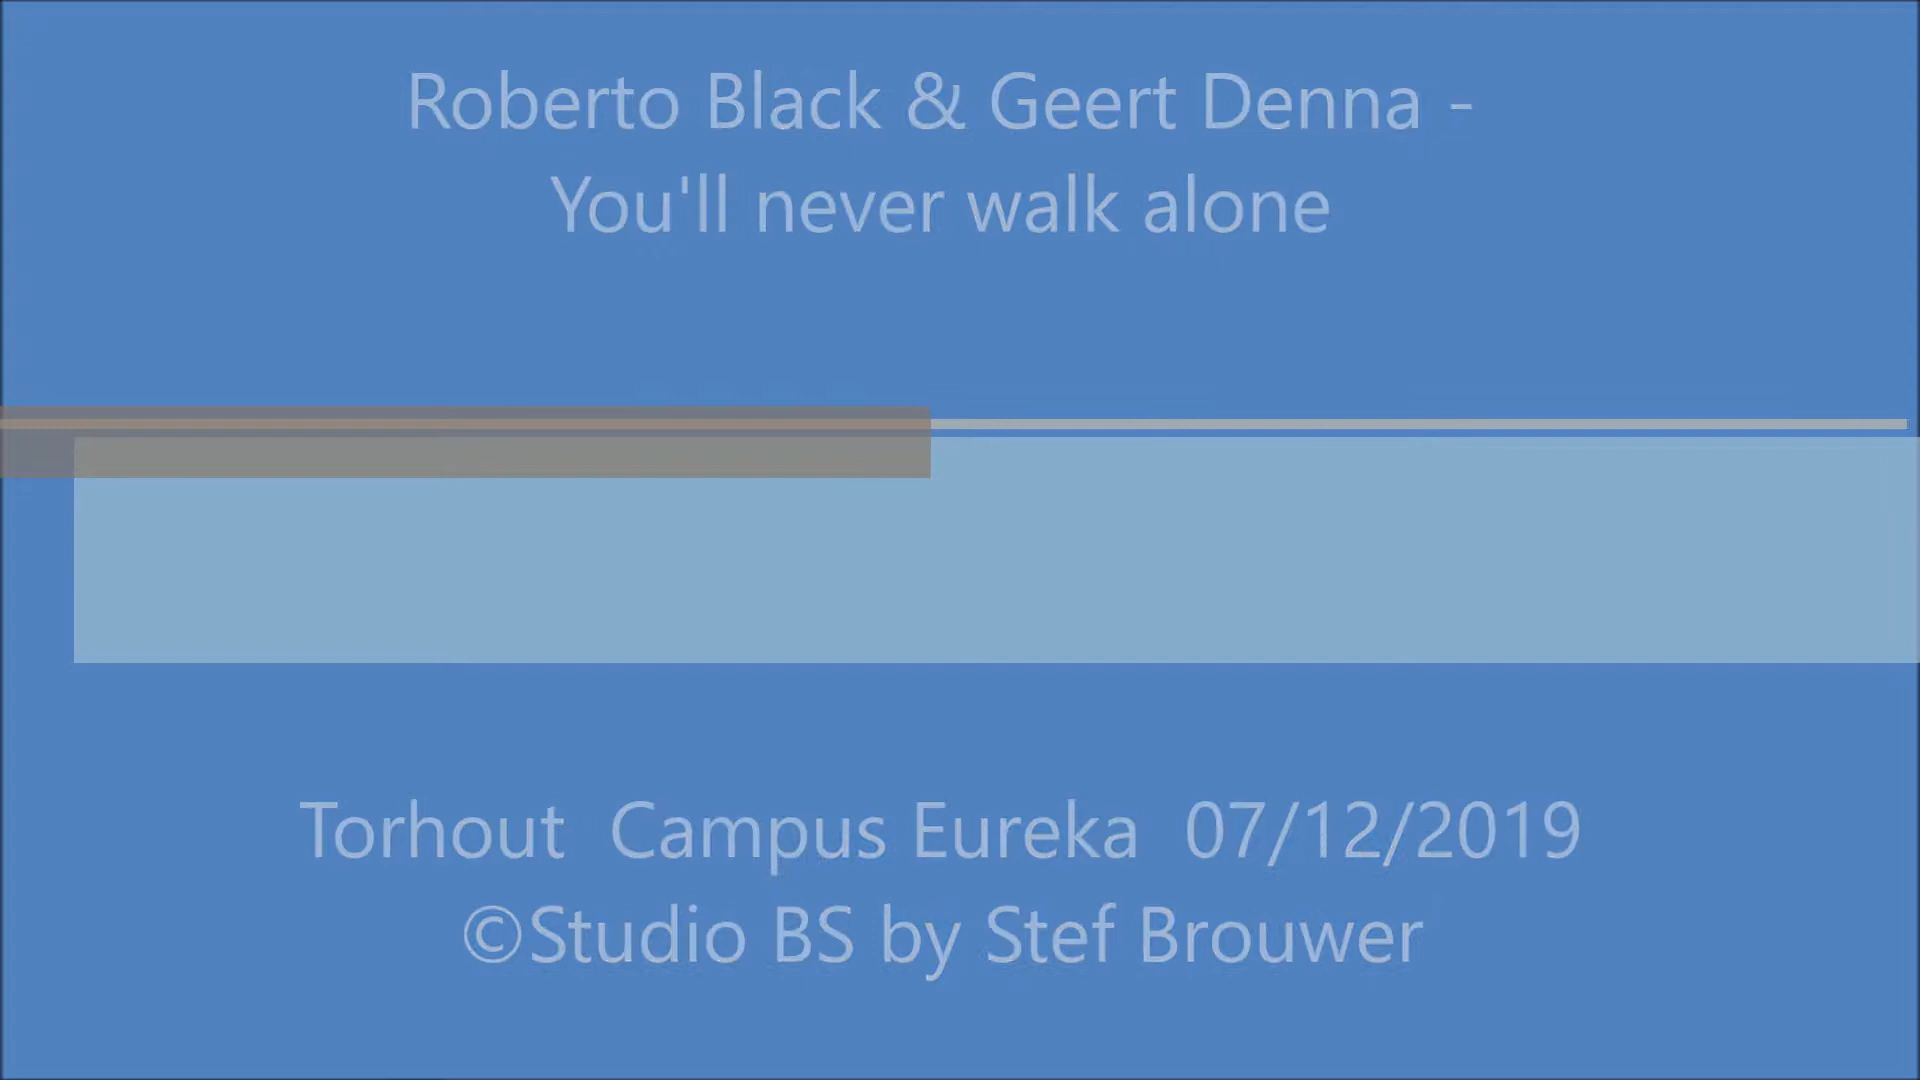 Roberto Black & Geert Denna -
You'll never walk alone
Torhout  Campus Eureka  07/12/2019
©Studio BS by Stef Brouwer